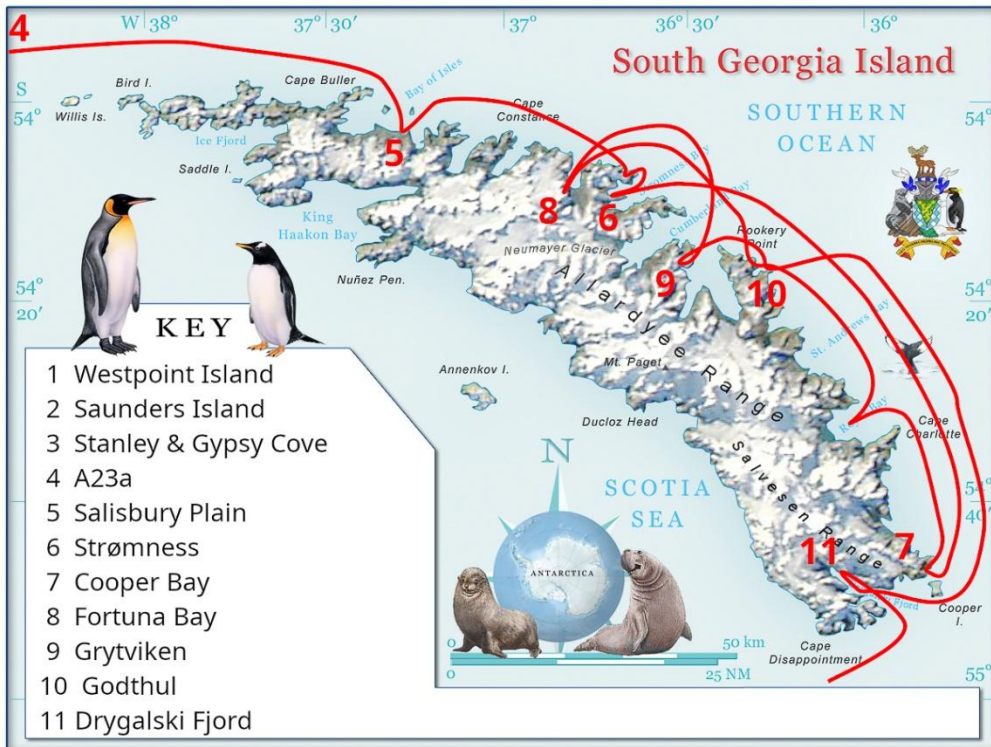 4
W 38°
37° 30'
37°
36° 30'
36°
South Georgia Island
S
54°
Bird I.
Willis Is.
Cape Buller
Bay of Isles
Cape
Constance
SOUTHERN
OCEAN
54°
Ice Fjord
Saddle I.
5
King
Haakon Bay
8
6
Cumberland Bay
Rookery
Point
Neumayer Glacier
Nuñez Pen.
9
10
54°
20'
54°
20'
Allardyee Range
St. Andrews Bay
Mt. Paget
Annenkov I.
Ducloz Head
Cape
Charlotte
Salvesen Range
54°
40'
N
SCOTIA
SEA
11
7
ANTARCTICA
Fjord
Cooper
I.
0
50 km
0
25 NM
Cape
Disappointment
55°
KEY
1 Westpoint Island
2 Saunders Island
3 Stanley & Gypsy Cove
4 A23a
5 Salisbury Plain
6 Strømness
7 Cooper Bay
8 Fortuna Bay
9 Grytviken
10 Godthul
11 Drygalski Fjord